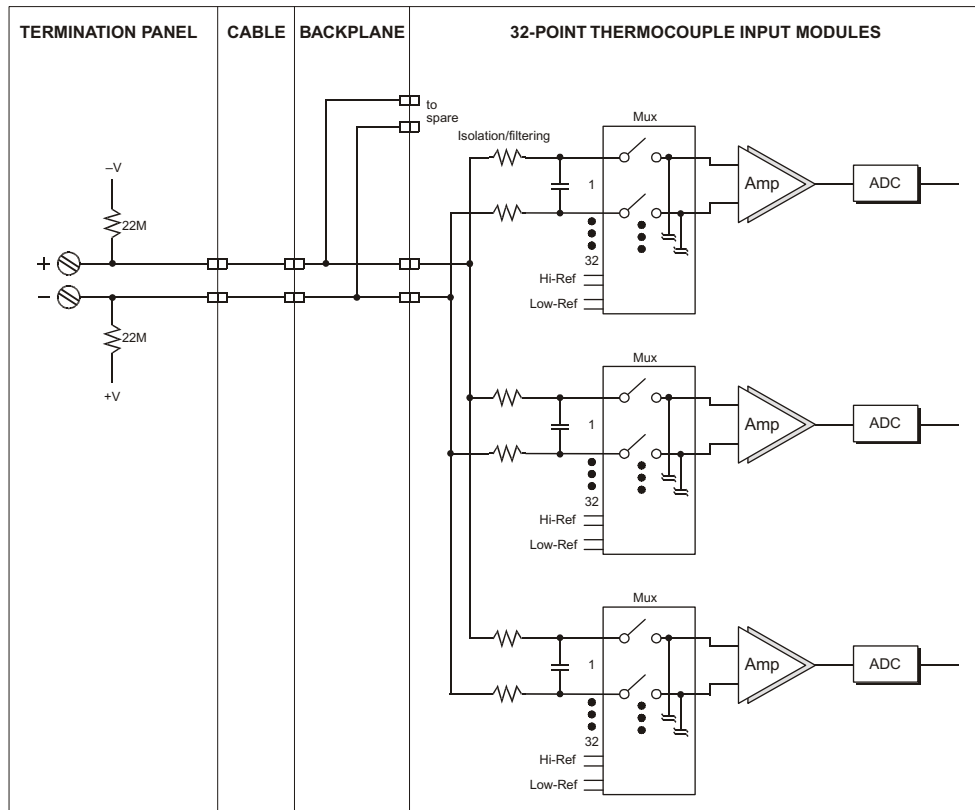 TERMINATION PANEL
CABLE
BACKPLANE
32-POINT THERMOCOUPLE INPUT MODULES
to
spare
Mux
Isolation/filtering
–V
22M
1
Amp
ADC
+
32
Hi-Ref
–
Low-Ref
22M
+V
Mux
1
Amp
ADC
32
Hi-Ref
Low-Ref
Mux
1
Amp
ADC
32
Hi-Ref
Low-Ref